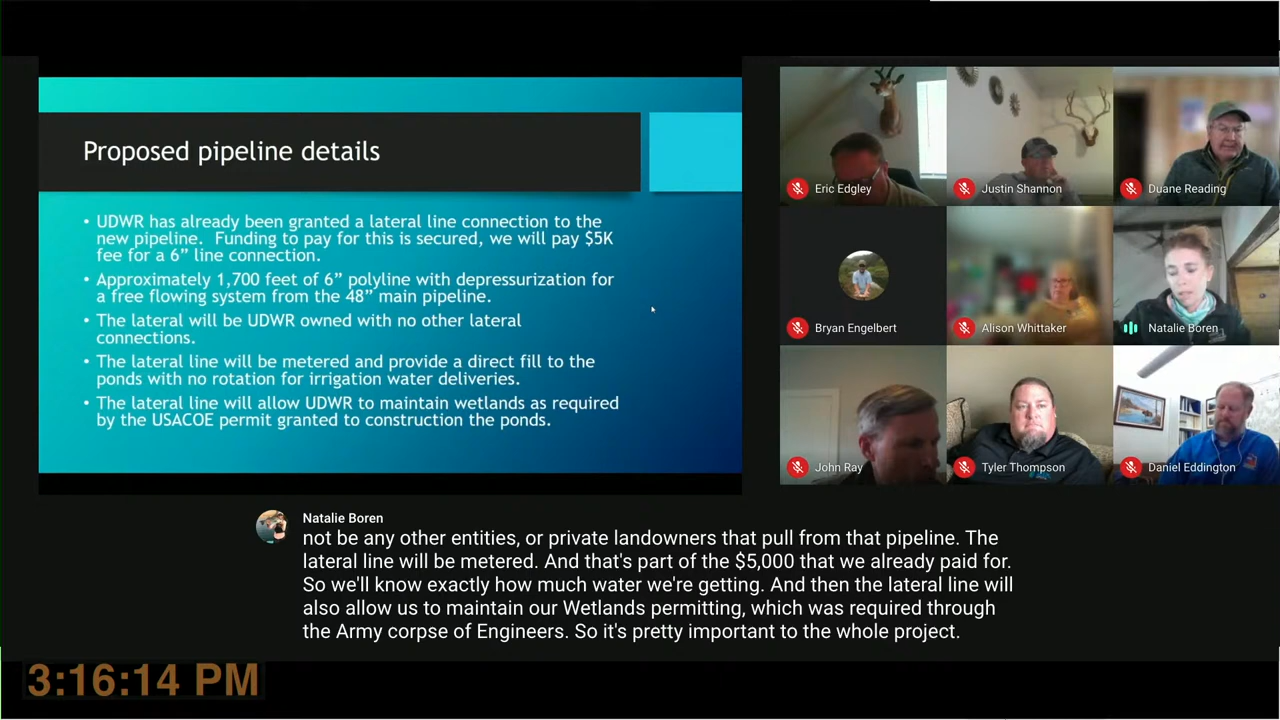 Proposed pipeline details
• UDWR has already been granted a lateral line connection to the
new pipeline. Funding to pay for this is secured, we will pay $5K
fee for a 6” line connection.
• Approximately 1,700 feet of 6” polyline with depressurization for
a free flowing system from the 48” main pipeline.
• The lateral will be UDWR owned with no other lateral
connections.
• The lateral line will be metered and provide a direct fill to the
ponds with no rotation for irrigation water deliveries.
• The lateral line will allow UDWR to maintain wetlands as required
by the USACOE permit granted to construction the ponds.
Eric Edgley
Justin Shannon
Duane Reading
Bryan Engelbert
Alison Whittaker
Natalie Boren
John Ray
Tyler Thompson
Daniel Eddington
Natalie Boren
not be any other entities, or private landowners that pull from that pipeline. The
lateral line will be metered. And that's part of the $5,000 that we already paid for.
So we'll know exactly how much water we're getting. And then the lateral line will
also allow us to maintain our Wetlands permitting, which was required through
the Army corpse of Engineers. So it's pretty important to the whole project.
3:16:14 PM